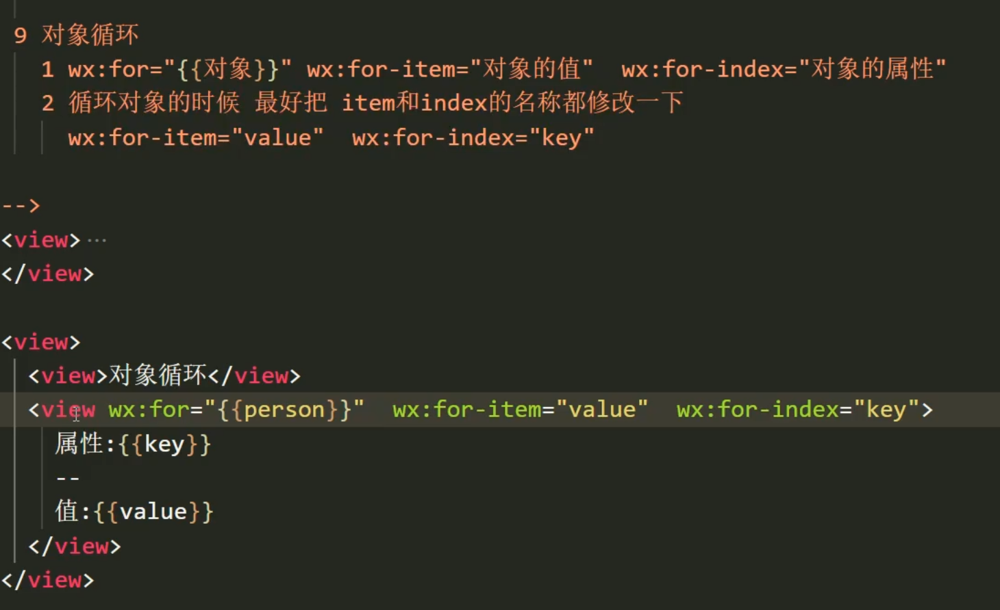 9 对象循环
1 wx:for="{{对象}}" wx:for-item="对象的值" wx:for-index="对象的属性"
2 循环对象的时候 最好把 item和index的名称都修改一下
wx:for-item="value" wx:for-index="key"
-->
<view>···
</view>
<view>
<view>对象循环</view>
<view wx:for="{{person}}" wx:for-item="value" wx:for-index="key">
属性:{{key}}
--
值:{{value}}
</view>
</view>